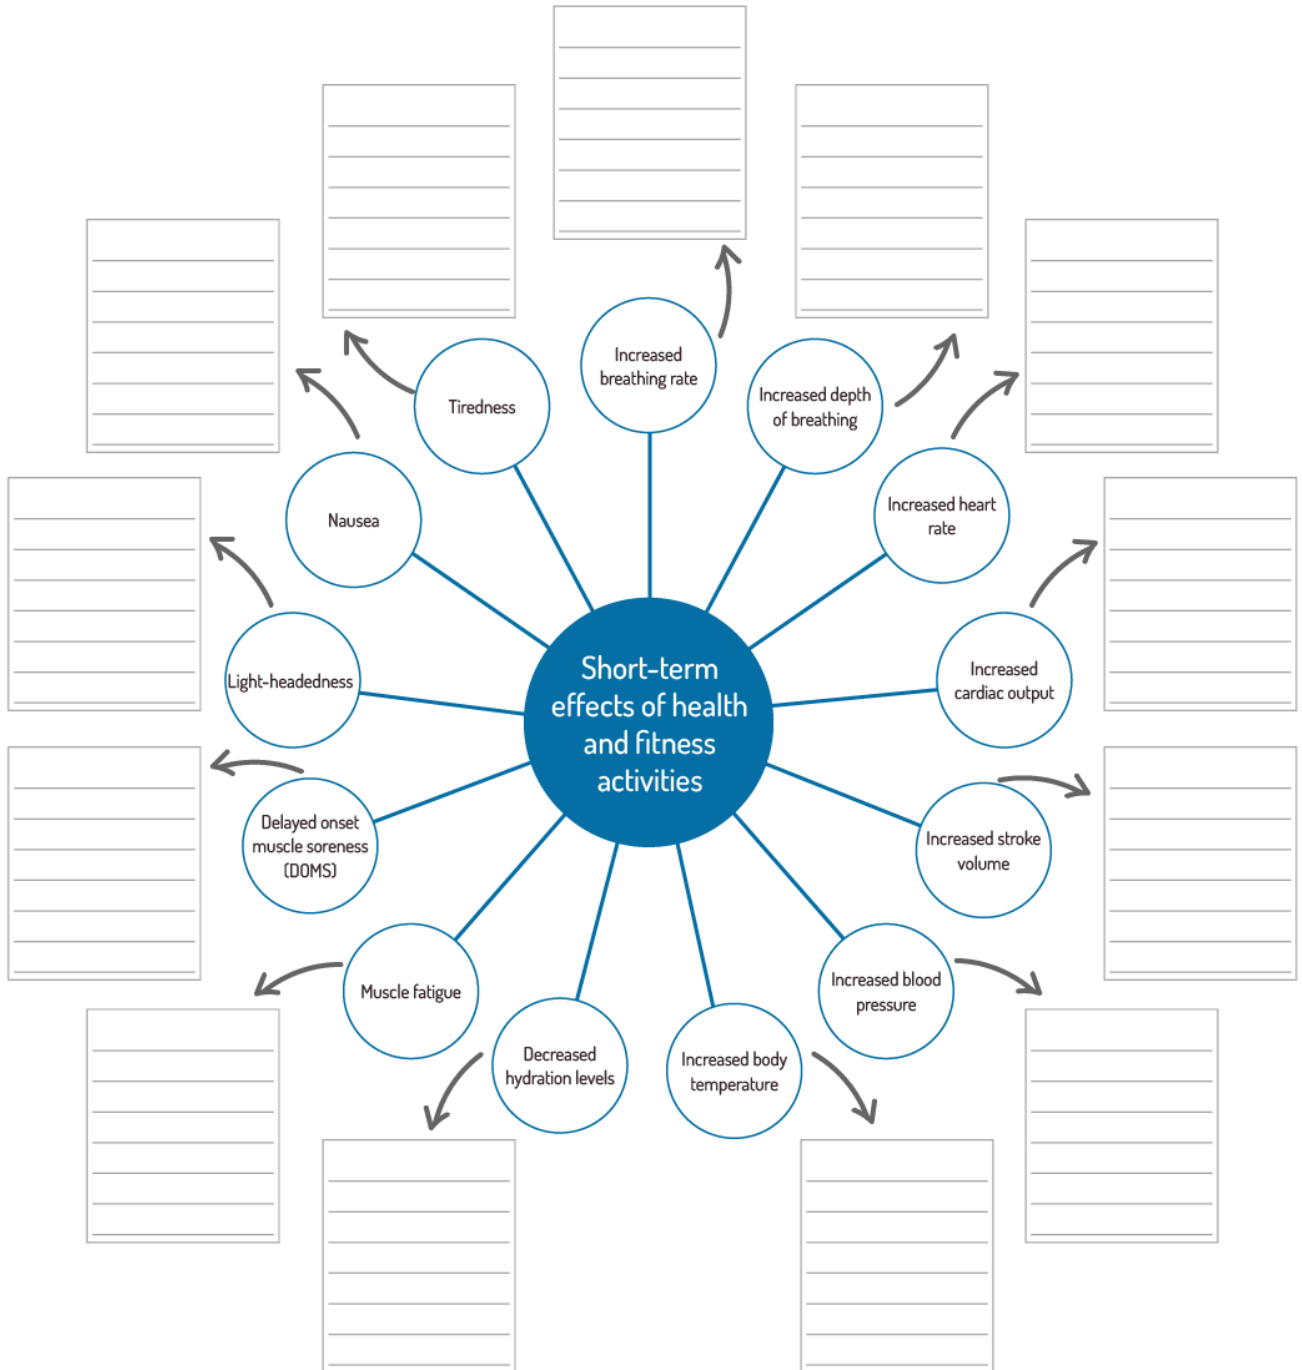 Short-term
effects of health
and fitness
activities
Increased
breathing rate
Increased depth
of breathing
Increased heart
rate
Increased
cardiac output
Increased stroke
volume
Increased blood
pressure
Increased body
temperature
Decreased
hydration levels
Muscle fatigue
Delayed onset
muscle soreness
(DOMS)
Light-headedness
Nausea
Tiredness